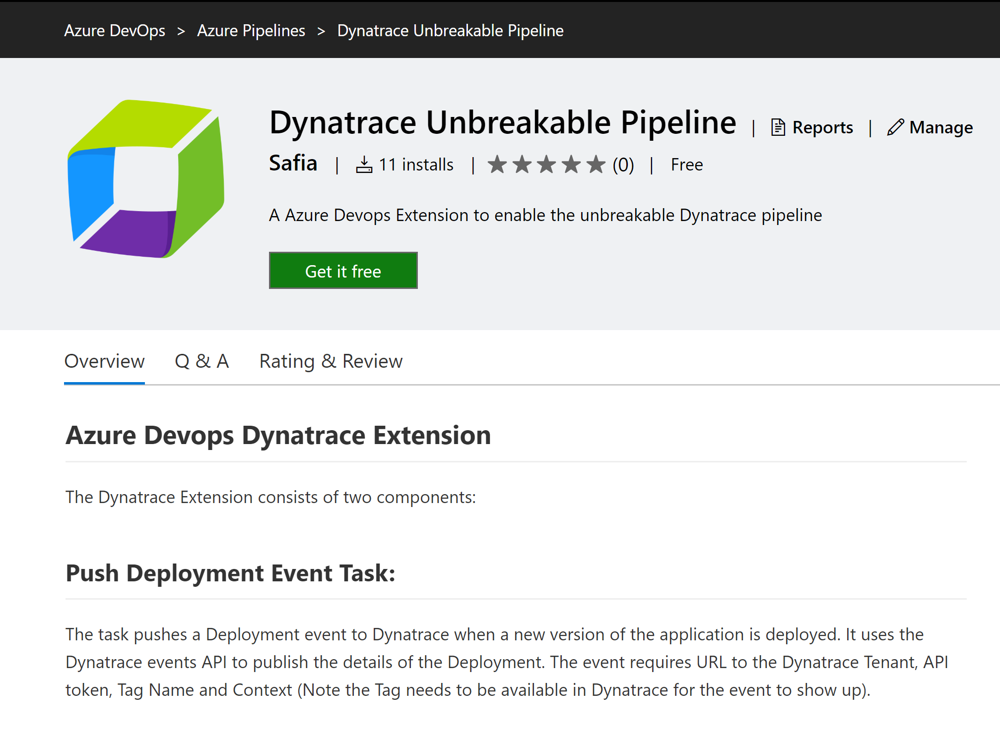 Azure DevOps > Azure Pipelines > Dynatrace Unbreakable Pipeline
Dynatrace Unbreakable Pipeline | Reports | Manage
Safia | 11 installs | ★★★★★ (0) | Free
A Azure Devops Extension to enable the unbreakable Dynatrace pipeline
Get it free
Overview Q & A Rating & Review
Azure Devops Dynatrace Extension
The Dynatrace Extension consists of two components:
Push Deployment Event Task:
The task pushes a Deployment event to Dynatrace when a new version of the application is deployed. It uses the
Dynatrace events API to publish the details of the Deployment. The event requires URL to the Dynatrace Tenant, API
token, Tag Name and Context (Note the Tag needs to be available in Dynatrace for the event to show up).